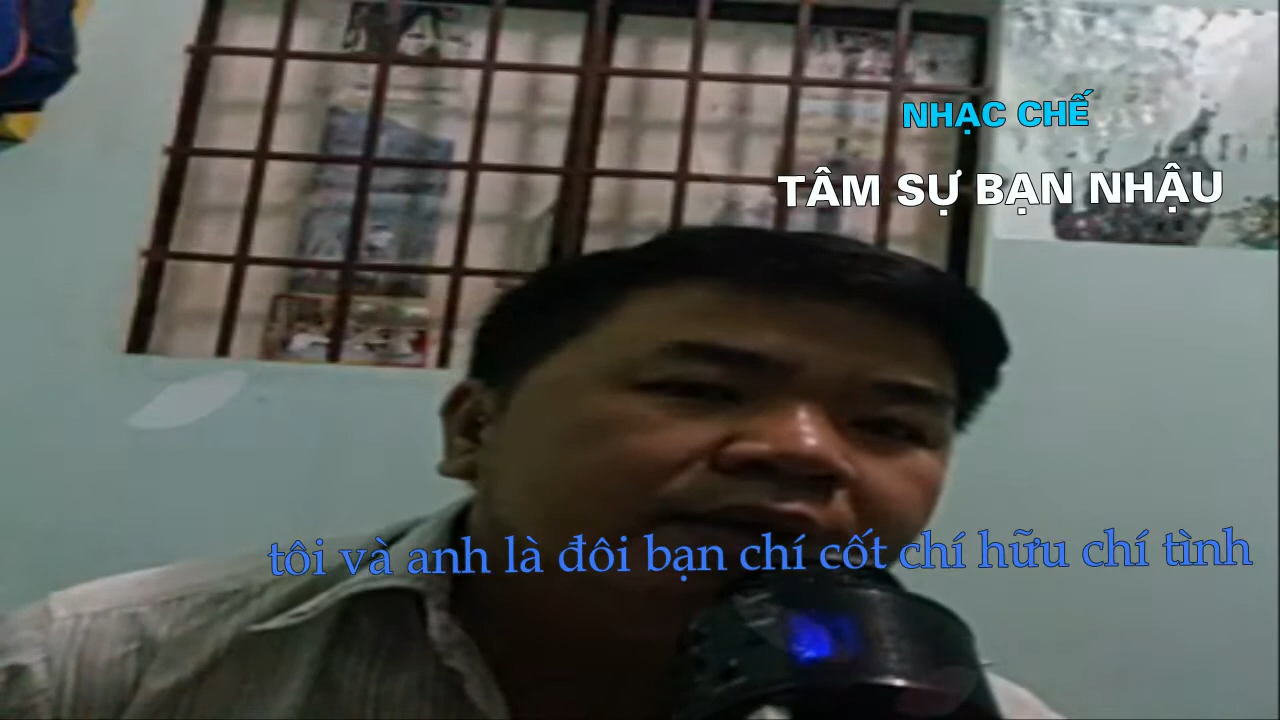 NHẠC CHẾ
TÂM SỰ BẠN NHẬU
tôi và anh là đôi bạn chí cốt chí hữu chí tình